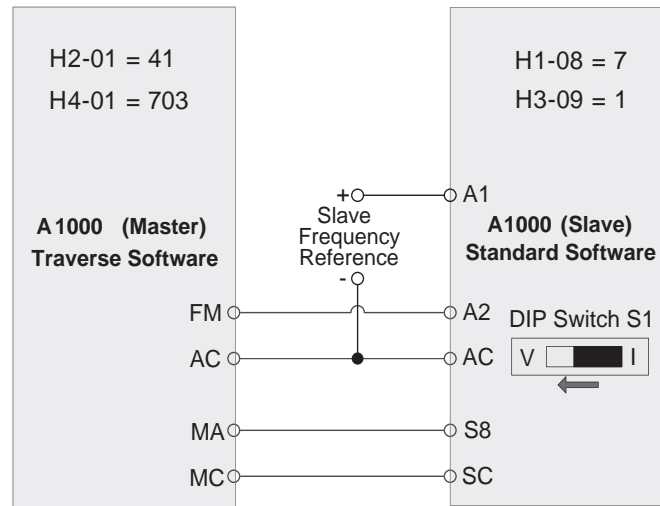 H2-01 = 41
H4-01 = 703
A1000 (Master)
Traverse Software
FM
AC
MA
MC
+
Slave
Frequency
Reference
-
H1-08 = 7
H3-09 = 1
A1
A1000 (Slave)
Standard Software
A2
DIP Switch S1
AC
V I
S8
SC